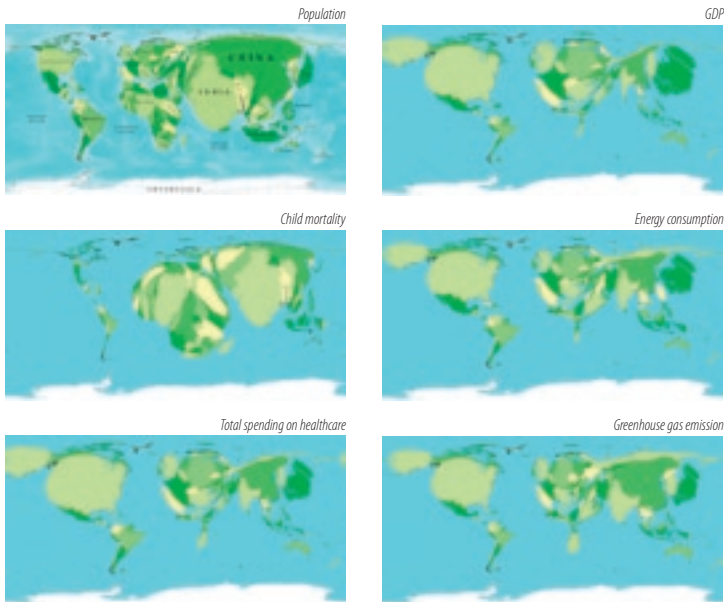 Population
GDP
CHINA
INDIA
Child mortality
Energy consumption
Total spending on healthcare
Greenhouse gas emission